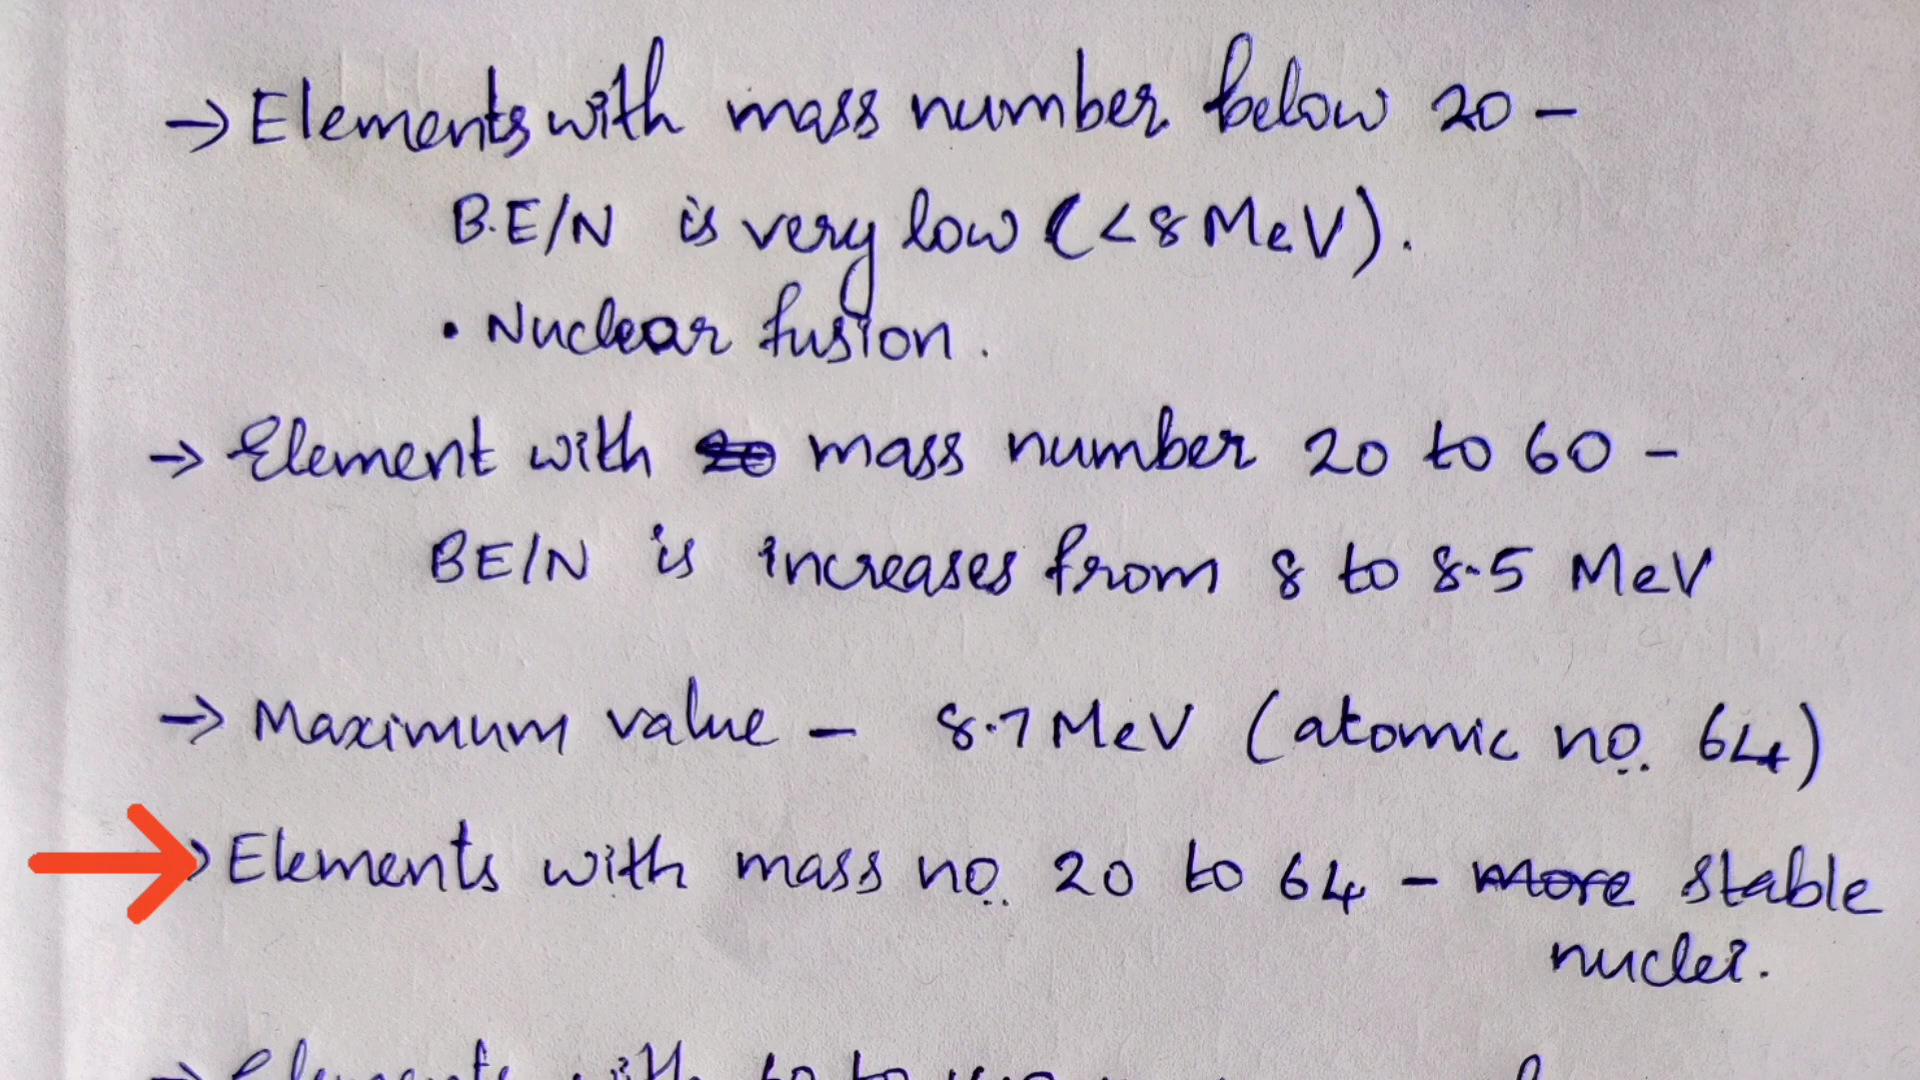 → Elements with mass number below 20 -
B.E/N is very low (<8 MeV).
• Nuclear fusion.
→ Element with mass number 20 to 60 -
BE/N is increases from 8 to 8.5 MeV
→ Maximum value - 8.7 MeV (atomic no. 64)
→ Elements with mass no. 20 to 64 - more stable
nuclei.
→ Elements with